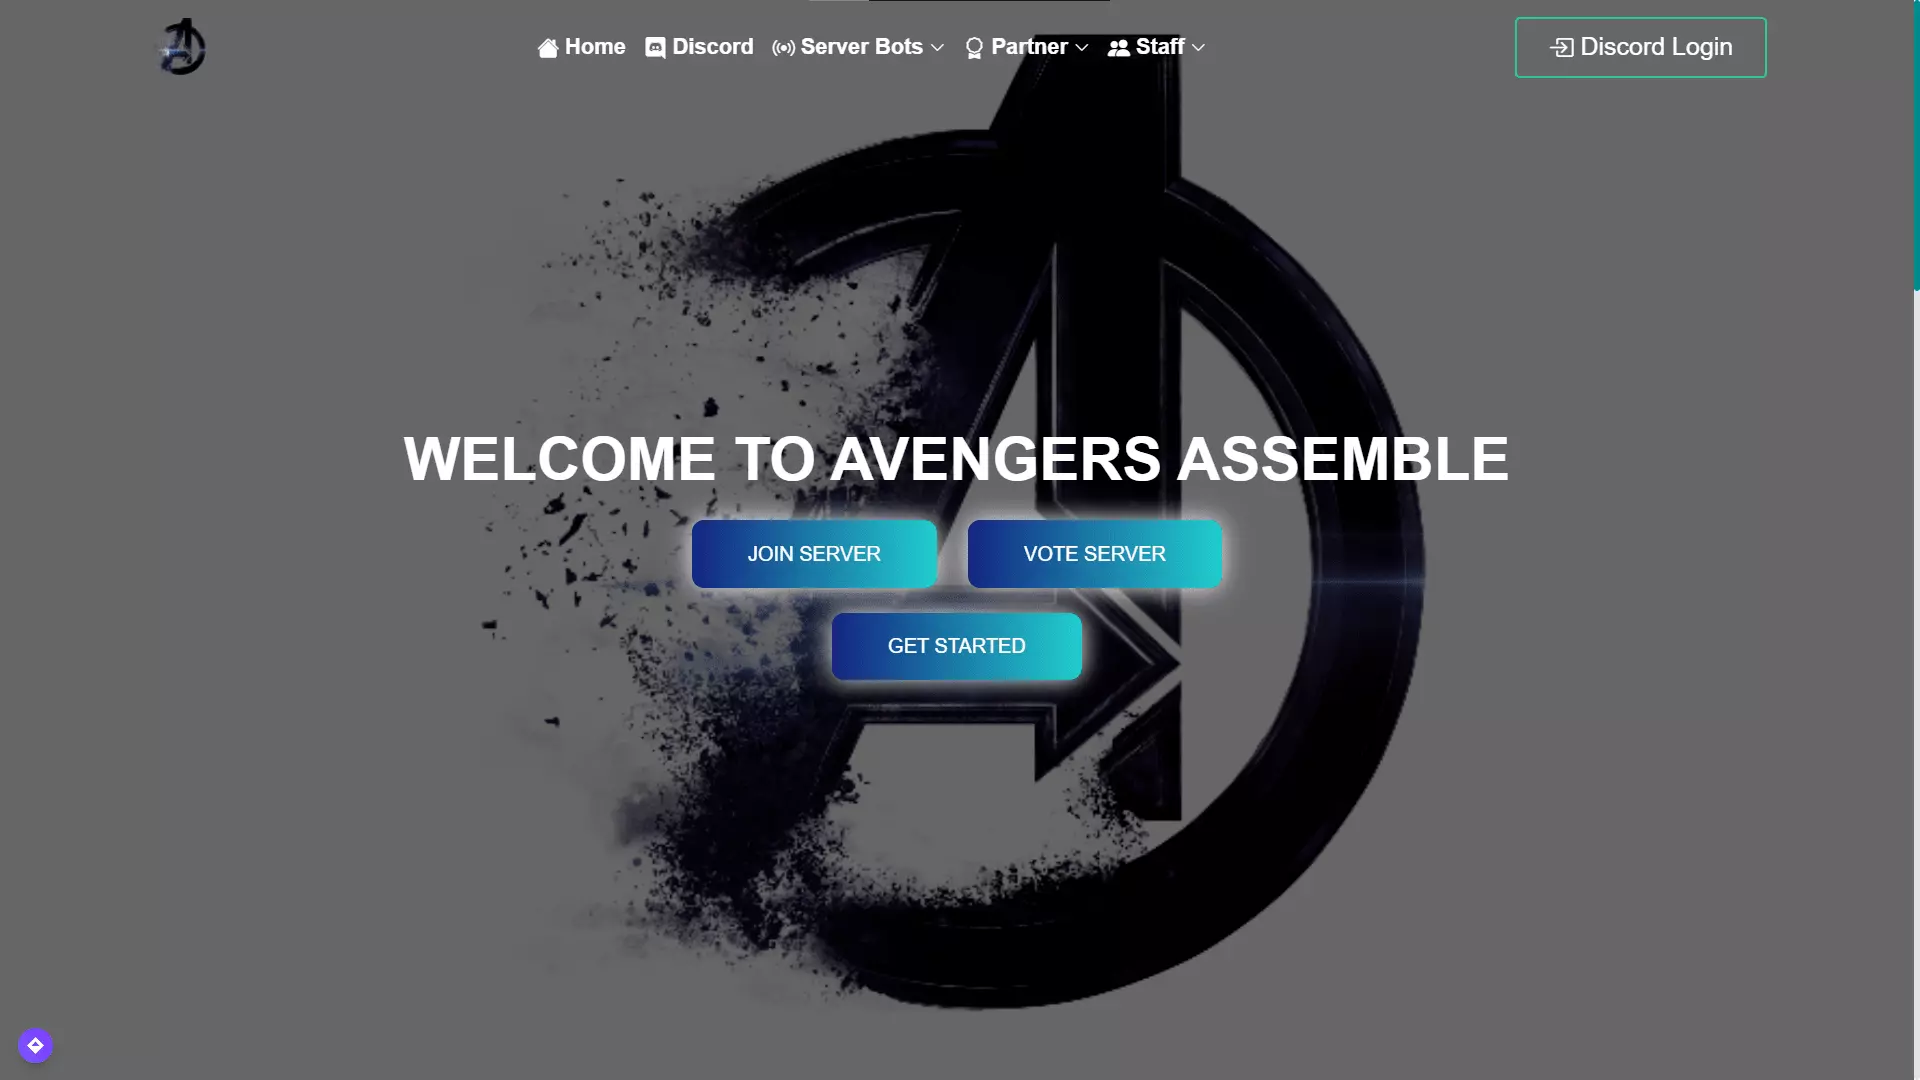 Home Discord Server Bots Partner Staff Discord Login
WELCOME TO AVENGERS ASSEMBLE
JOIN SERVER VOTE SERVER
GET STARTED